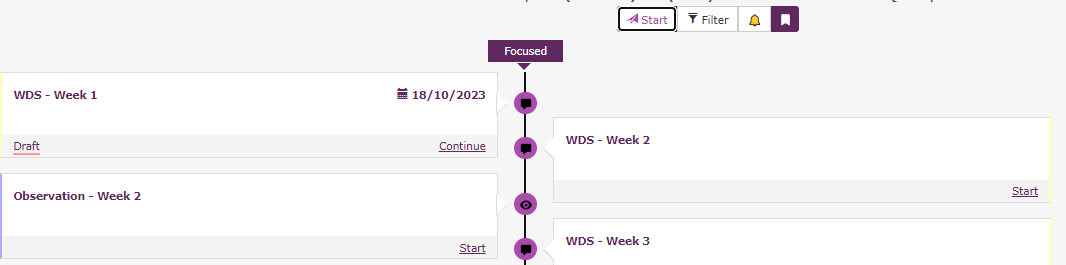 Start Filter
Focused
WDS - Week 1 18/10/2023
Draft Continue
WDS - Week 2
Start
Observation - Week 2
Start
WDS - Week 3